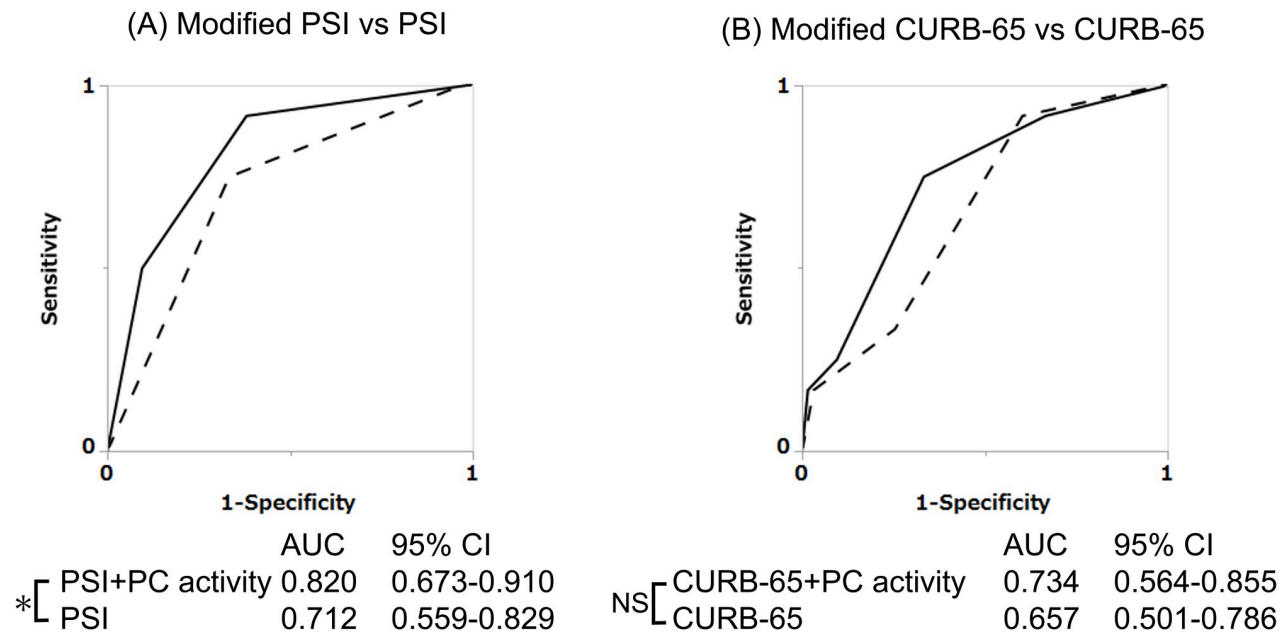 (A) Modified PSI vs PSI
1
Sensitivity
0
0 1
1-Specificity
AUC 95% CI
PSI+PC activity 0.820 0.673-0.910
* PSI 0.712 0.559-0.829
(B) Modified CURB-65 vs CURB-65
1
Sensitivity
0
0 1
1-Specificity
AUC 95% CI
CURB-65+PC activity 0.734 0.564-0.855
NS CURB-65 0.657 0.501-0.786